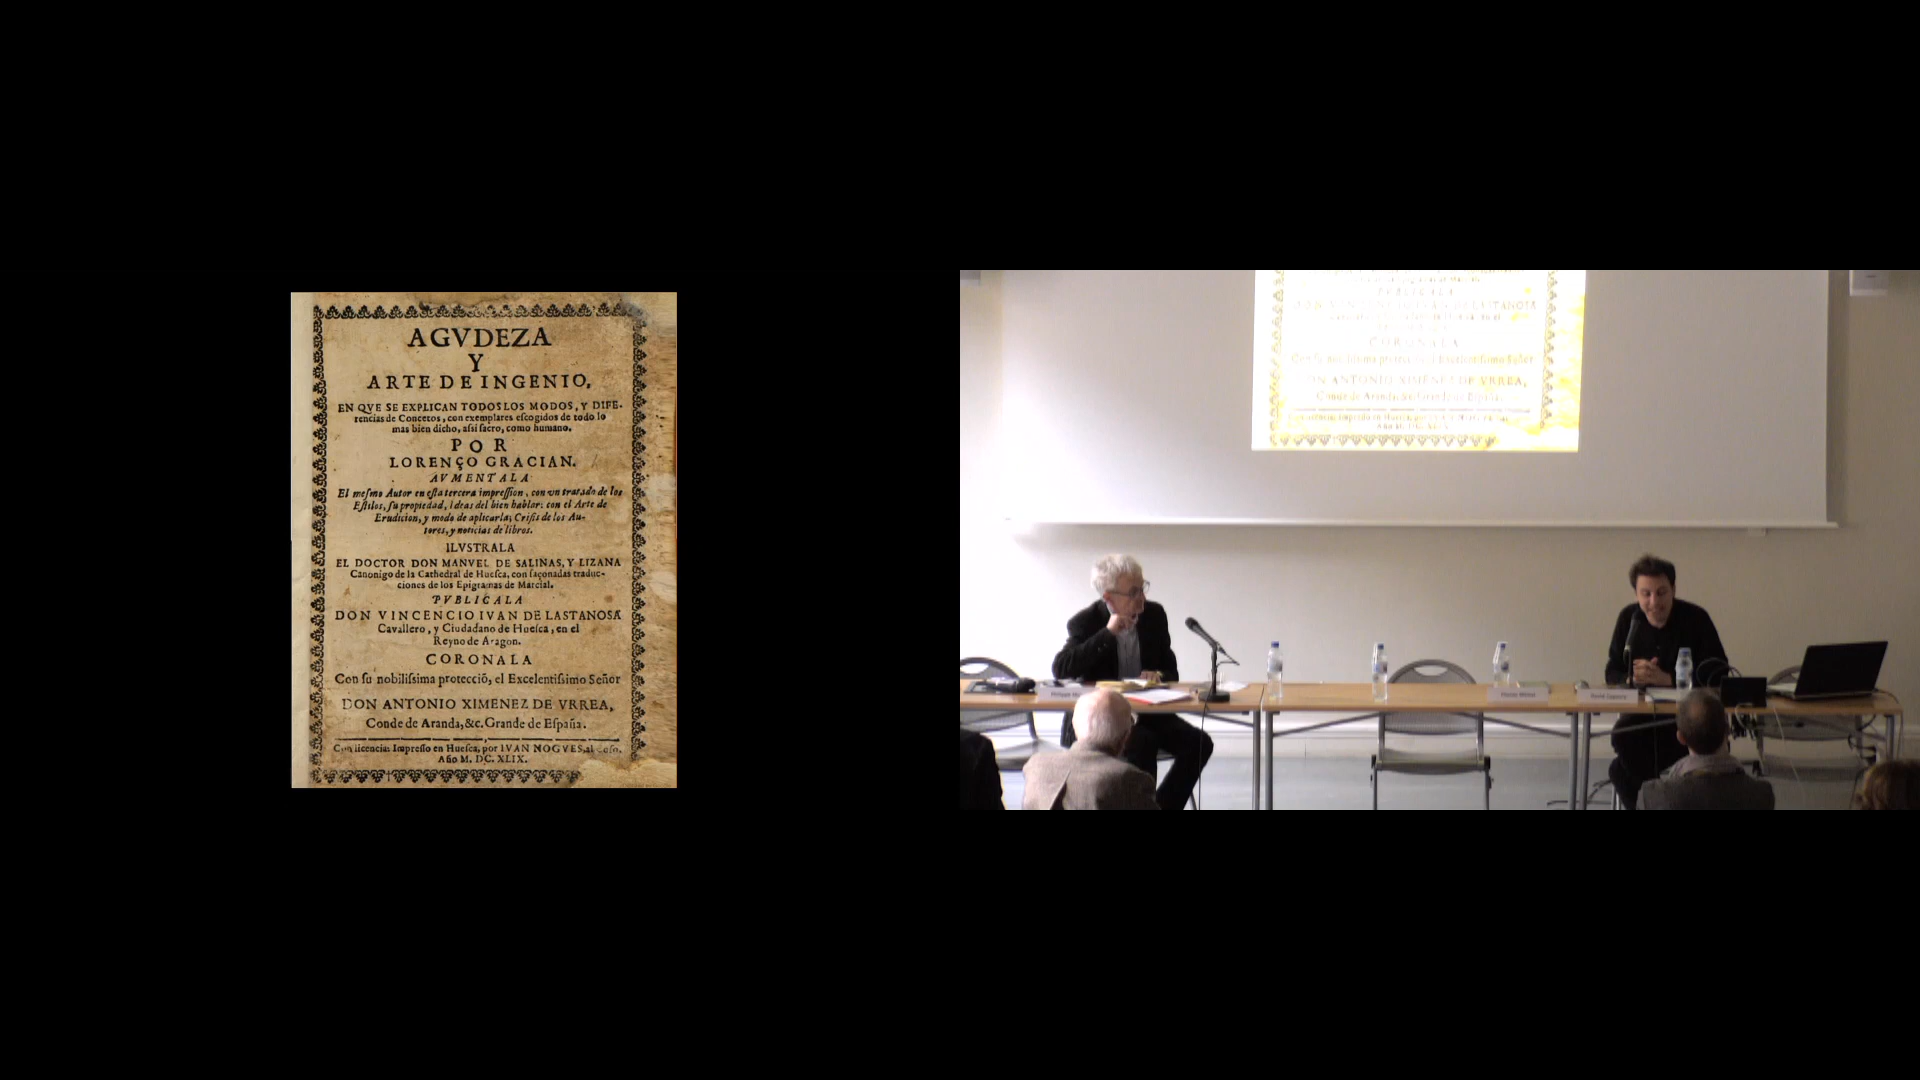 AGVDEZA
Y
ARTE DE INGENIO,
EN QVE SE EXPLICAN TODOS LOS MODOS, Y DIFE-
rencias de Concetos, con exemplares eſcogidos de todo lo
mas bien dicho, aſsi ſacro, como humano.
POR
LORENÇO GRACIAN.
AVMENTALA
El meſmo Autor en eſta tercera impreſſion, con vn tratado de los
Eſtilos, ſu propiedad, ideas del bien hablar: con el Arte de
Erudicion, y modo de aplicarla; Criſis de los Au-
tores, y noticias de libros.
ILVSTRALA
EL DOCTOR DON MANVEL DE SALINAS, Y LIZANA
Canonigo de la Cathedral de Hueſca, con ſaçonadas traduc-
ciones de los Epigramas de Marcial.
PVBLICALA
DON VINCENCIO IVAN DE LASTANOSA
Cavallero, y Ciudadano de Hueſca, en el
Reyno de Aragon.
CORONALA
Con ſu nobiliſsima protecciõ, el Excelentiſsimo Señor
DON ANTONIO XIMENEZ DE VRREA,
Conde de Aranda, &c. Grande de Eſpaña.
Con licencia: Impreſſo en Hueſca, por IVAN NOGVES, al Coſo.
Año M. DC. XLIX.
CORONALA
DON ANTONIO XIMENEZ DE VRREA,